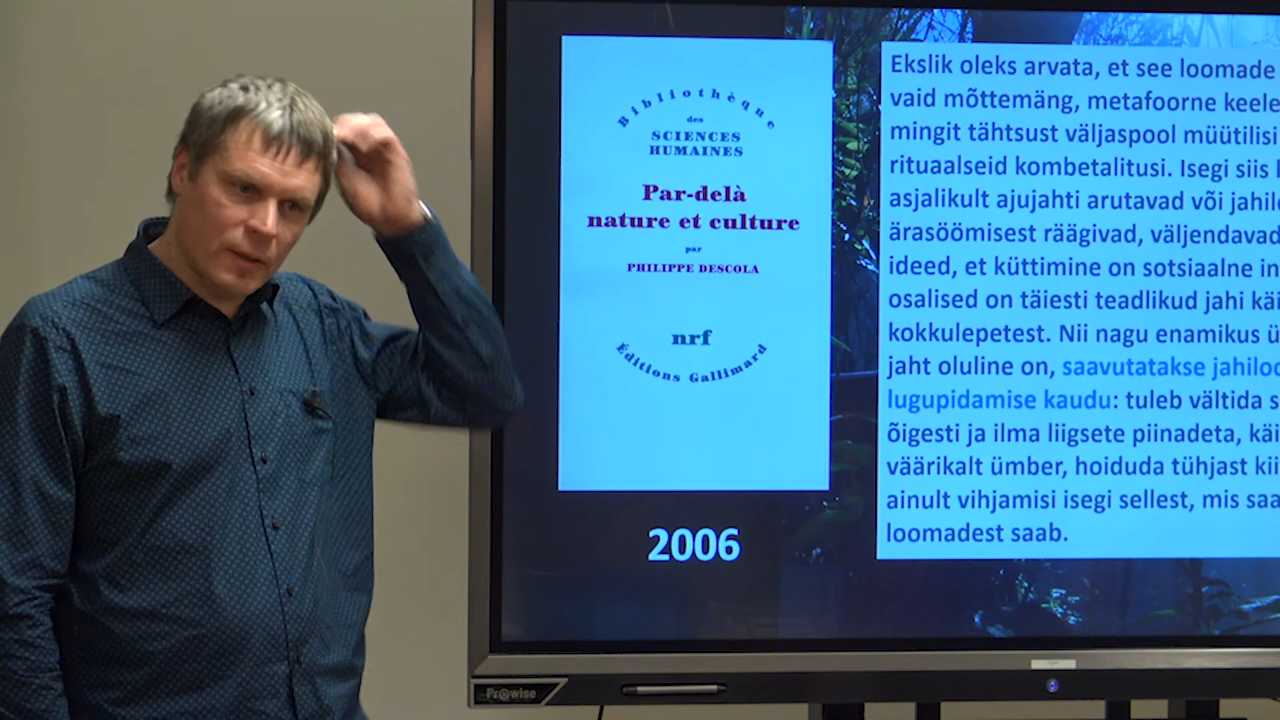 Bibliothèque
des
SCIENCES
HUMAINES
Par-delà
nature et culture
par
PHILIPPE DESCOLA
nrf
Éditions Gallimard
2006
Ekslik oleks arvata, et see loomade
vaid mõttemäng, metafoorne keele
mingit tähtsust väljaspool müütilisi
rituaalseid kombetalitusi. Isegi siis
asjalikult ajujahti arutavad või jahilo
ärasöömisest räägivad, väljendavad
ideed, et küttimine on sotsiaalne in
osalised on täiesti teadlikud jahi käi
kokkulepetest. Nii nagu enamikus ü
jaht oluline on, saavutatakse jahiloo
lugupidamise kaudu: tuleb vältida s
õigesti ja ilma liigsete piinadeta, käi
väärikalt ümber, hoiduda tühjast kii
ainult vihjamisi isegi sellest, mis saa
loomadest saab.
Prowise